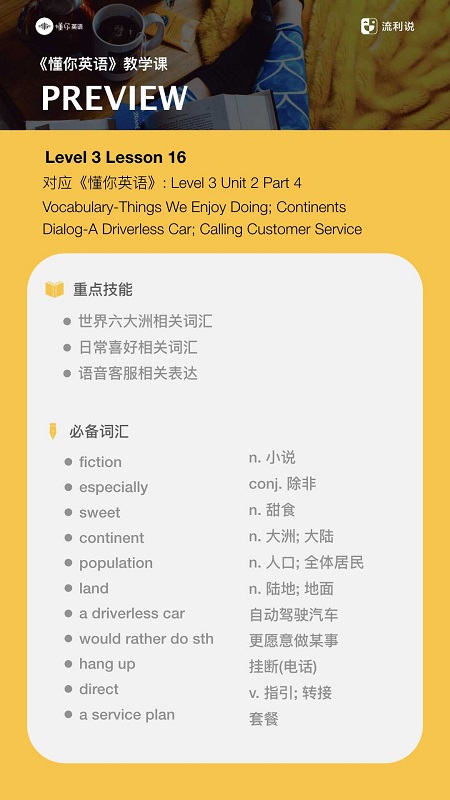 懂你英语
流利说
《懂你英语》教学课
PREVIEW
Level 3 Lesson 16
对应《懂你英语》: Level 3 Unit 2 Part 4
Vocabulary-Things We Enjoy Doing; Continents
Dialog-A Driverless Car; Calling Customer Service
重点技能
世界六大洲相关词汇
日常喜好相关词汇
语音客服相关表达
必备词汇
fiction n. 小说
especially conj. 除非
sweet n. 甜食
continent n. 大洲; 大陆
population n. 人口; 全体居民
land n. 陆地; 地面
a driverless car 自动驾驶汽车
would rather do sth 更愿意做某事
hang up 挂断(电话)
direct v. 指引; 转接
a service plan 套餐